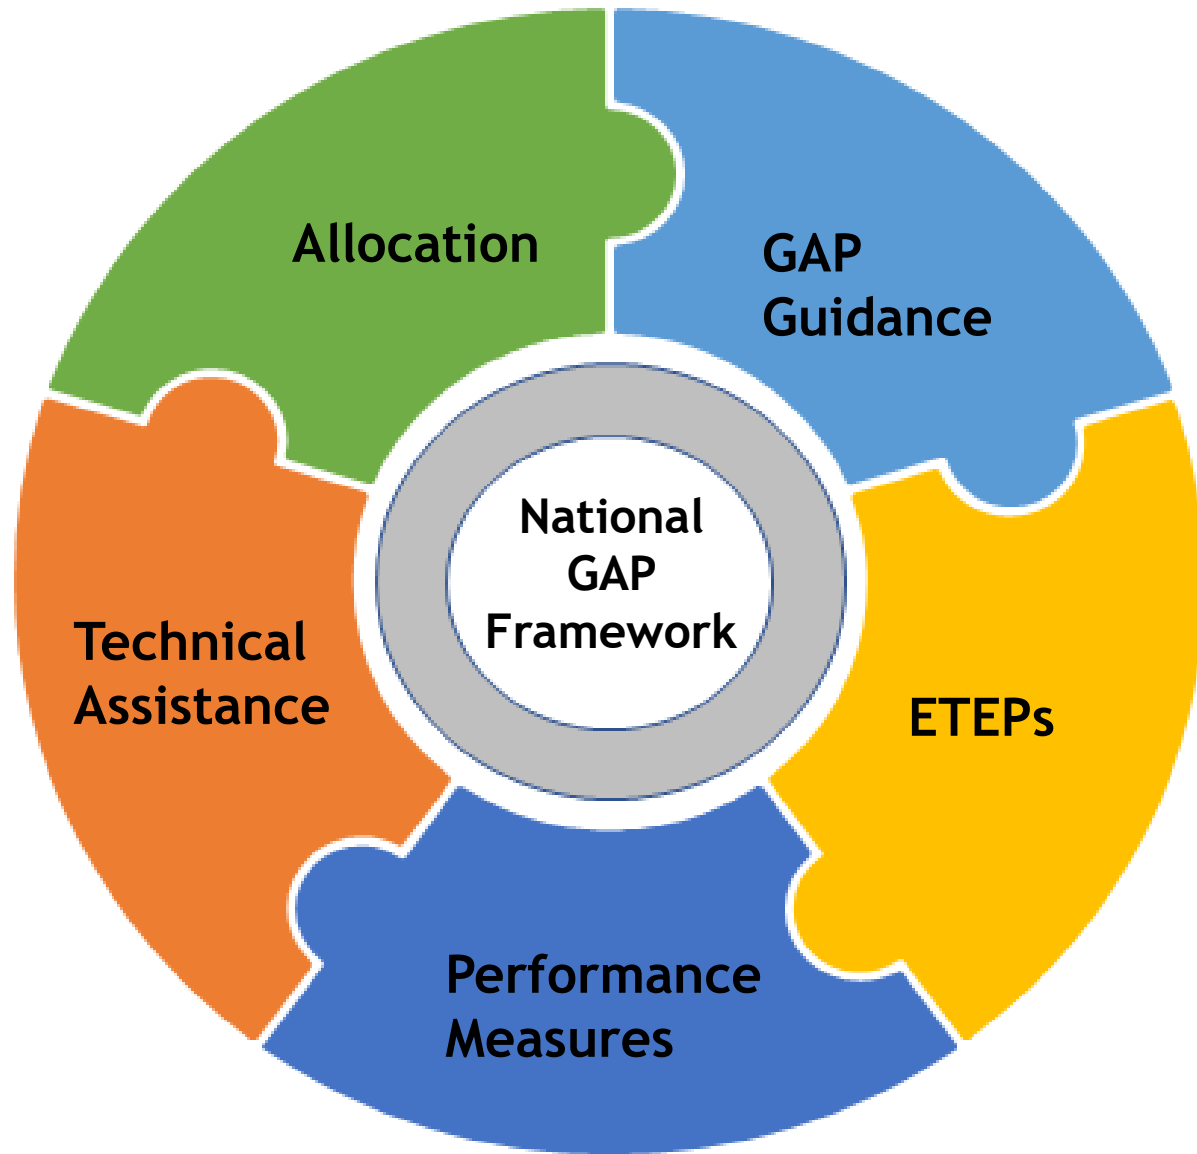 Allocation
GAP
Guidance
National
GAP
Framework
Technical
Assistance
ETEPs
Performance
Measures